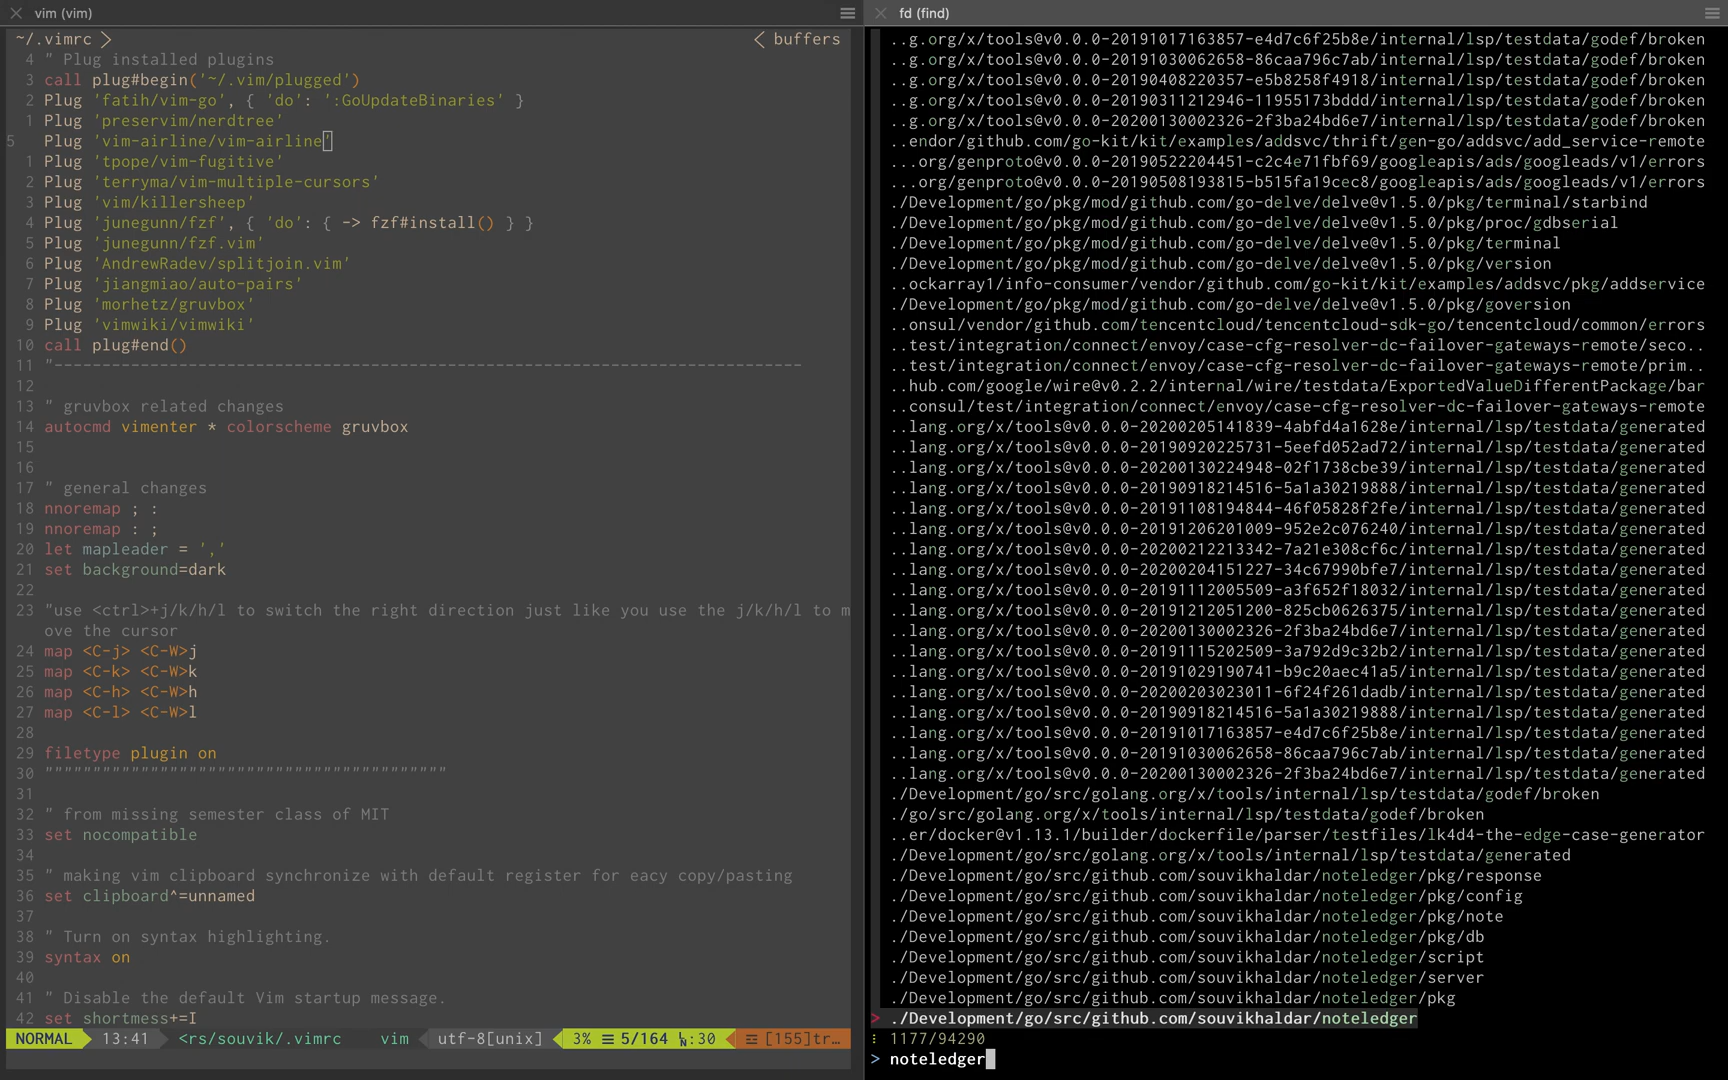 vim (vim)
~/.vimrc
buffers
4 " Plug installed plugins
3 call plug#begin('~/.vim/plugged')
2 Plug 'fatih/vim-go', { 'do': ':GoUpdateBinaries' }
1 Plug 'preservim/nerdtree'
5 Plug 'vim-airline/vim-airline'
1 Plug 'tpope/vim-fugitive'
2 Plug 'terryma/vim-multiple-cursors'
3 Plug 'vim/killersheep'
4 Plug 'junegunn/fzf', { 'do': { -> fzf#install() } }
5 Plug 'junegunn/fzf.vim'
6 Plug 'AndrewRadev/splitjoin.vim'
7 Plug 'jiangmiao/auto-pairs'
8 Plug 'morhetz/gruvbox'
9 Plug 'vimwiki/vimwiki'
10 call plug#end()
11 "------------------------------------------------------------------------------
12
13 " gruvbox related changes
14 autocmd vimenter * colorscheme gruvbox
15
16
17 " general changes
18 nnoremap ; :
19 nnoremap : ;
20 let mapleader = ','
21 set background=dark
22
23 "use <ctrl>+j/k/h/l to switch the right direction just like you use the j/k/h/l to m
ove the cursor
24 map <C-j> <C-W>j
25 map <C-k> <C-W>k
26 map <C-h> <C-W>h
27 map <C-l> <C-W>l
28
29 filetype plugin on
30 """"""""""""""""""""""""""""""""""""""""""
31
32 " from missing semester class of MIT
33 set nocompatible
34
35 " making vim clipboard synchronize with default register for eacy copy/pasting
36 set clipboard^=unnamed
37
38 " Turn on syntax highlighting.
39 syntax on
40
41 " Disable the default Vim startup message.
42 set shortmess+=I
NORMAL 13:41 <rs/souvik/.vimrc vim utf-8[unix] 3% 5/164 :30 [155]tr…
fd (find)
..g.org/x/tools@v0.0.0-20191017163857-e4d7c6f25b8e/internal/lsp/testdata/godef/broken
..g.org/x/tools@v0.0.0-20191030062658-86caa796c7ab/internal/lsp/testdata/godef/broken
..g.org/x/tools@v0.0.0-20190408220357-e5b8258f4918/internal/lsp/testdata/godef/broken
..g.org/x/tools@v0.0.0-20190311212946-11955173bddd/internal/lsp/testdata/godef/broken
..g.org/x/tools@v0.0.0-20200130002326-2f3ba24bd6e7/internal/lsp/testdata/godef/broken
..endor/github.com/go-kit/kit/examples/addsvc/thrift/gen-go/addsvc/add_service-remote
...org/genproto@v0.0.0-20190522204451-c2c4e71fbf69/googleapis/ads/googleads/v1/errors
...org/genproto@v0.0.0-20190508193815-b515fa19cec8/googleapis/ads/googleads/v1/errors
./Development/go/pkg/mod/github.com/go-delve/delve@v1.5.0/pkg/terminal/starbind
./Development/go/pkg/mod/github.com/go-delve/delve@v1.5.0/pkg/proc/gdbserial
./Development/go/pkg/mod/github.com/go-delve/delve@v1.5.0/pkg/terminal
./Development/go/pkg/mod/github.com/go-delve/delve@v1.5.0/pkg/version
..ockarray1/info-consumer/vendor/github.com/go-kit/kit/examples/addsvc/pkg/addservice
./Development/go/pkg/mod/github.com/go-delve/delve@v1.5.0/pkg/goversion
..onsul/vendor/github.com/tencentcloud/tencentcloud-sdk-go/tencentcloud/common/errors
..test/integration/connect/envoy/case-cfg-resolver-dc-failover-gateways-remote/seco..
..test/integration/connect/envoy/case-cfg-resolver-dc-failover-gateways-remote/prim..
..hub.com/google/wire@v0.2.2/internal/wire/testdata/ExportedValueDifferentPackage/bar
..consul/test/integration/connect/envoy/case-cfg-resolver-dc-failover-gateways-remote
..lang.org/x/tools@v0.0.0-20200205141839-4abfd4a1628e/internal/lsp/testdata/generated
..lang.org/x/tools@v0.0.0-20190920225731-5eefd052ad72/internal/lsp/testdata/generated
..lang.org/x/tools@v0.0.0-20200130224948-02f1738cbe39/internal/lsp/testdata/generated
..lang.org/x/tools@v0.0.0-20190918214516-5a1a30219888/internal/lsp/testdata/generated
..lang.org/x/tools@v0.0.0-20191108194844-46f05828f2fe/internal/lsp/testdata/generated
..lang.org/x/tools@v0.0.0-20191206201009-952e2c076240/internal/lsp/testdata/generated
..lang.org/x/tools@v0.0.0-20200212213342-7a21e308cf6c/internal/lsp/testdata/generated
..lang.org/x/tools@v0.0.0-20200204151227-34c67990bfe7/internal/lsp/testdata/generated
..lang.org/x/tools@v0.0.0-20191112005509-a3f652f18032/internal/lsp/testdata/generated
..lang.org/x/tools@v0.0.0-20191212051200-825cb0626375/internal/lsp/testdata/generated
..lang.org/x/tools@v0.0.0-20200130002326-2f3ba24bd6e7/internal/lsp/testdata/generated
..lang.org/x/tools@v0.0.0-20191115202509-3a792d9c32b2/internal/lsp/testdata/generated
..lang.org/x/tools@v0.0.0-20191029190741-b9c20aec41a5/internal/lsp/testdata/generated
..lang.org/x/tools@v0.0.0-20200203023011-6f24f261dadb/internal/lsp/testdata/generated
..lang.org/x/tools@v0.0.0-20190918214516-5a1a30219888/internal/lsp/testdata/generated
..lang.org/x/tools@v0.0.0-20191017163857-e4d7c6f25b8e/internal/lsp/testdata/generated
..lang.org/x/tools@v0.0.0-20191030062658-86caa796c7ab/internal/lsp/testdata/generated
..lang.org/x/tools@v0.0.0-20200130002326-2f3ba24bd6e7/internal/lsp/testdata/generated
./Development/go/src/golang.org/x/tools/internal/lsp/testdata/godef/broken
./go/src/golang.org/x/tools/internal/lsp/testdata/godef/broken
..er/docker@v1.13.1/builder/dockerfile/parser/testfiles/lk4d4-the-edge-case-generator
./Development/go/src/golang.org/x/tools/internal/lsp/testdata/generated
./Development/go/src/github.com/souvikhaldar/noteledger/pkg/response
./Development/go/src/github.com/souvikhaldar/noteledger/pkg/config
./Development/go/src/github.com/souvikhaldar/noteledger/pkg/note
./Development/go/src/github.com/souvikhaldar/noteledger/pkg/db
./Development/go/src/github.com/souvikhaldar/noteledger/script
./Development/go/src/github.com/souvikhaldar/noteledger/server
./Development/go/src/github.com/souvikhaldar/noteledger/pkg
> ./Development/go/src/github.com/souvikhaldar/noteledger
1177/94290
> noteledger